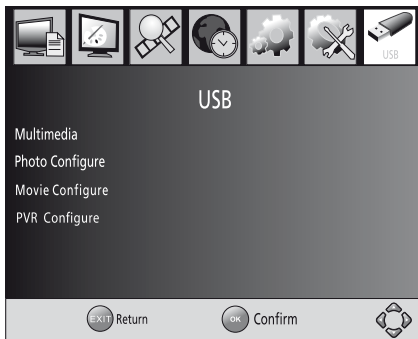 USB
USB
Multimedia
Photo Configure
Movie Configure
PVR Configure
EXIT Return
OK Confirm